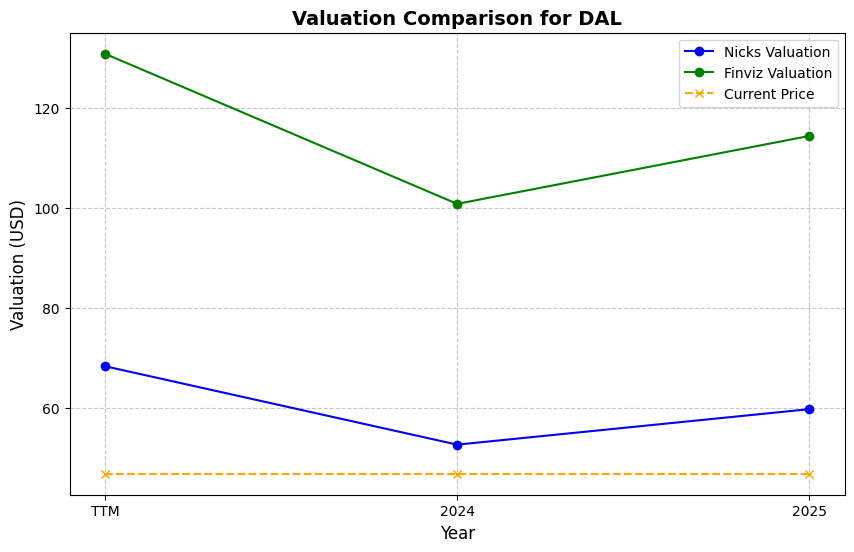 Valuation Comparison for DAL
Nicks Valuation
Finviz Valuation
Current Price
Valuation (USD)
120
100
80
60
TTM
2024
2025
Year